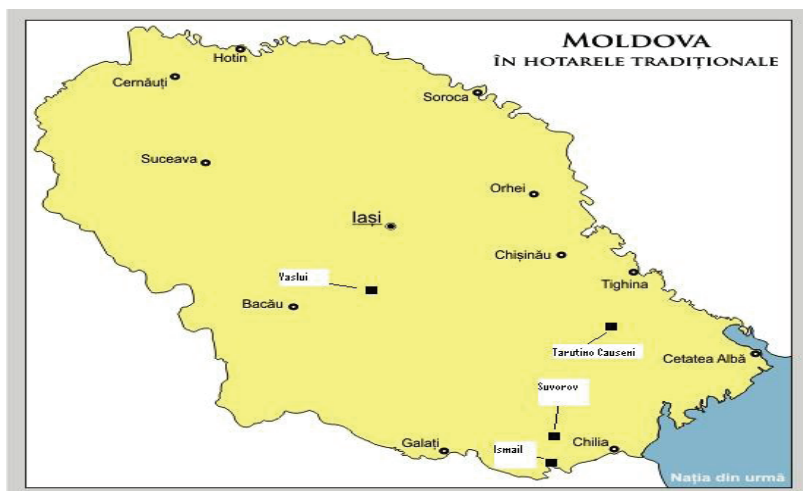 MOLDOVA
ÎN HOTARELE TRADIȚIONALE
Hotin
Cernăuți
Soroca
Suceava
Orhei
Iași
Chișinău
Vaslui
Tighina
Bacău
Tarutino Causeni
Cetatea Albă
Suvorov
Galați
Ismail
Chilia
Nația din urmă